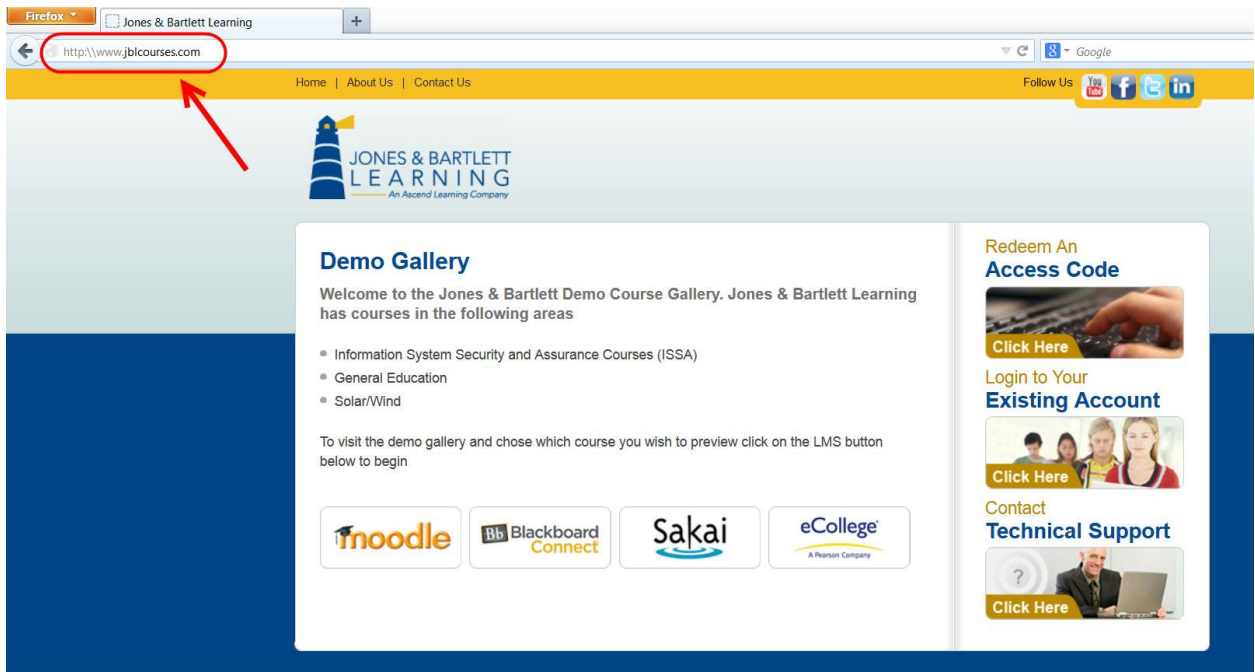 Firefox
Jones & Bartlett Learning
+
http:\\www.jblcourses.com
8
Google
Home | About Us | Contact Us
Follow Us
You Tube
f
t
in
JONES & BARTLETT
LEARNING
An Ascend Learning Company
Demo Gallery
Welcome to the Jones & Bartlett Demo Course Gallery. Jones & Bartlett Learning
has courses in the following areas
Information System Security and Assurance Courses (ISSA)
General Education
Solar/Wind
To visit the demo gallery and chose which course you wish to preview click on the LMS button
below to begin
moodle
Bb Blackboard
Connect
Sakai
eCollege
A Pearson Company
Redeem An
Access Code
Click Here
Login to Your
Existing Account
Click Here
Contact
Technical Support
?
Click Here